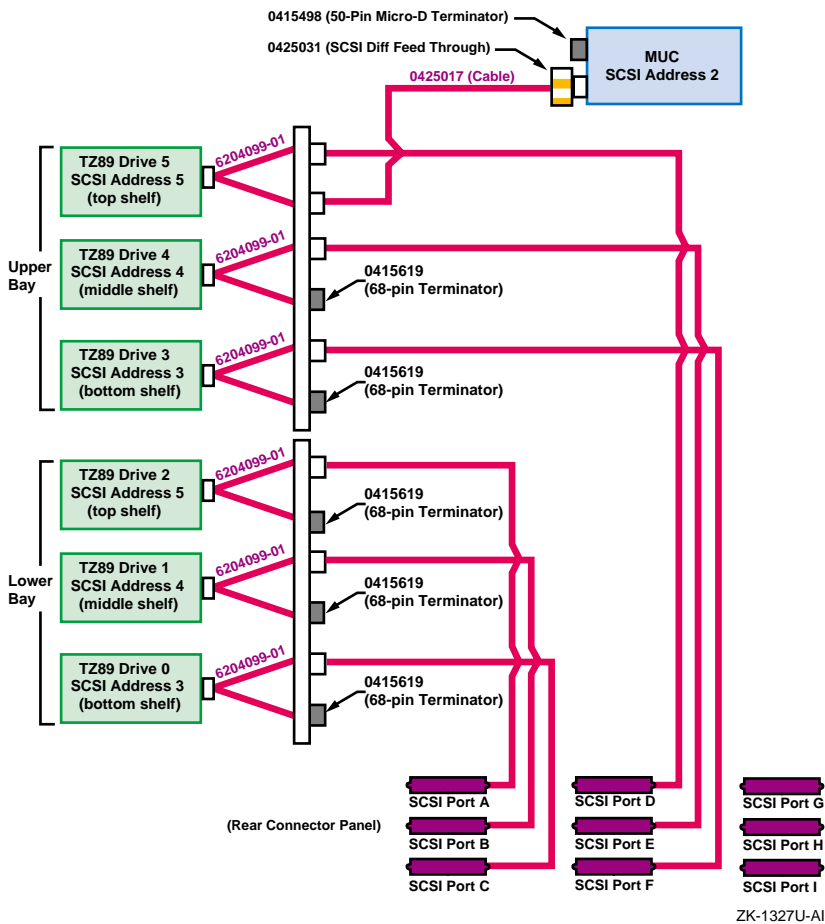 0415498 (50-Pin Micro-D Terminator)
0425031 (SCSI Diff Feed Through)
0425017 (Cable)
MUC
SCSI Address 2
Upper
Bay
TZ89 Drive 5
SCSI Address 5
(top shelf)
6204099-01
TZ89 Drive 4
SCSI Address 4
(middle shelf)
6204099-01
0415619
(68-pin Terminator)
TZ89 Drive 3
SCSI Address 3
(bottom shelf)
6204099-01
0415619
(68-pin Terminator)
Lower
Bay
TZ89 Drive 2
SCSI Address 5
(top shelf)
6204099-01
0415619
(68-pin Terminator)
TZ89 Drive 1
SCSI Address 4
(middle shelf)
6204099-01
0415619
(68-pin Terminator)
TZ89 Drive 0
SCSI Address 3
(bottom shelf)
6204099-01
0415619
(68-pin Terminator)
(Rear Connector Panel)
SCSI Port A
SCSI Port B
SCSI Port C
SCSI Port D
SCSI Port E
SCSI Port F
SCSI Port G
SCSI Port H
SCSI Port I
ZK-1327U-AI